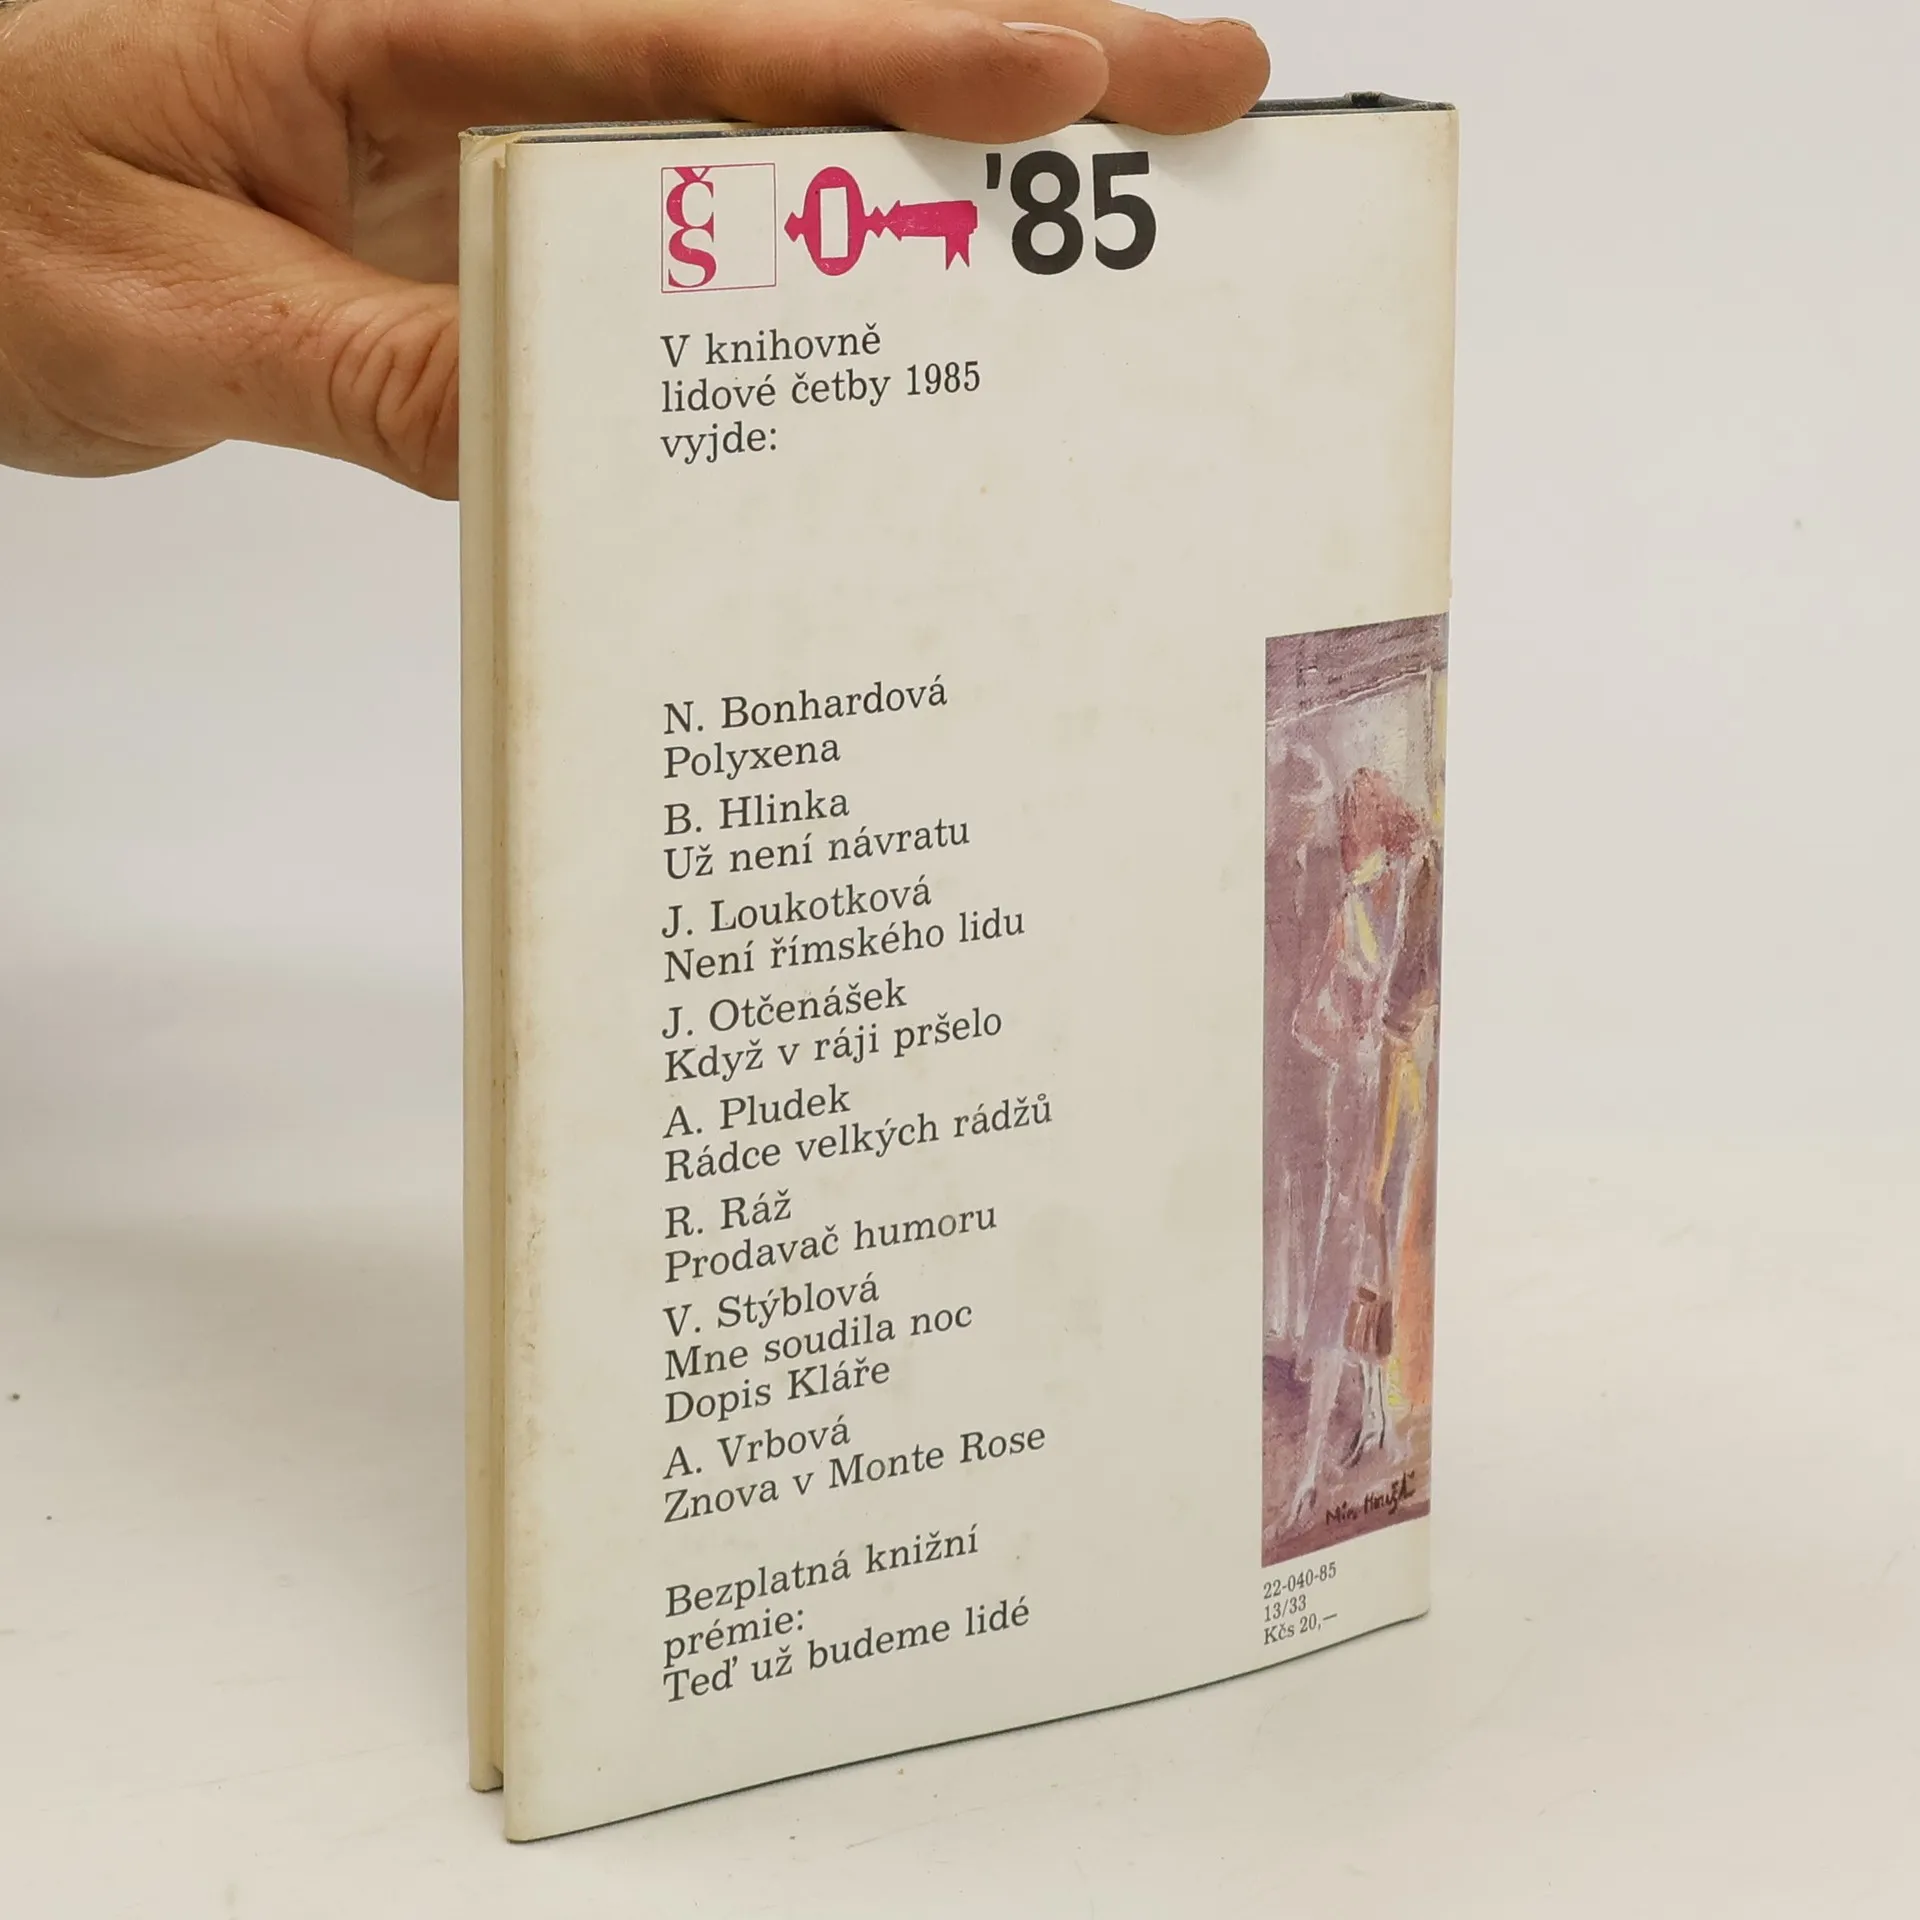 ČS '85
V knihovně
lidové četby 1985
vyjde:
N. Bonhardová
Polyxena
B. Hlinka
Už není návratu
J. Loukotková
Není římského lidu
J. Otčenášek
Když v ráji pršelo
A. Pludek
Rádce velkých rádžů
R. Ráž
Prodavač humoru
V. Stýblová
Mne soudila noc
Dopis Kláře
A. Vrbová
Znova v Monte Rose
Bezplatná knižní
prémie:
Teď už budeme lidé
22-040-85
13/33
Kčs 20,—